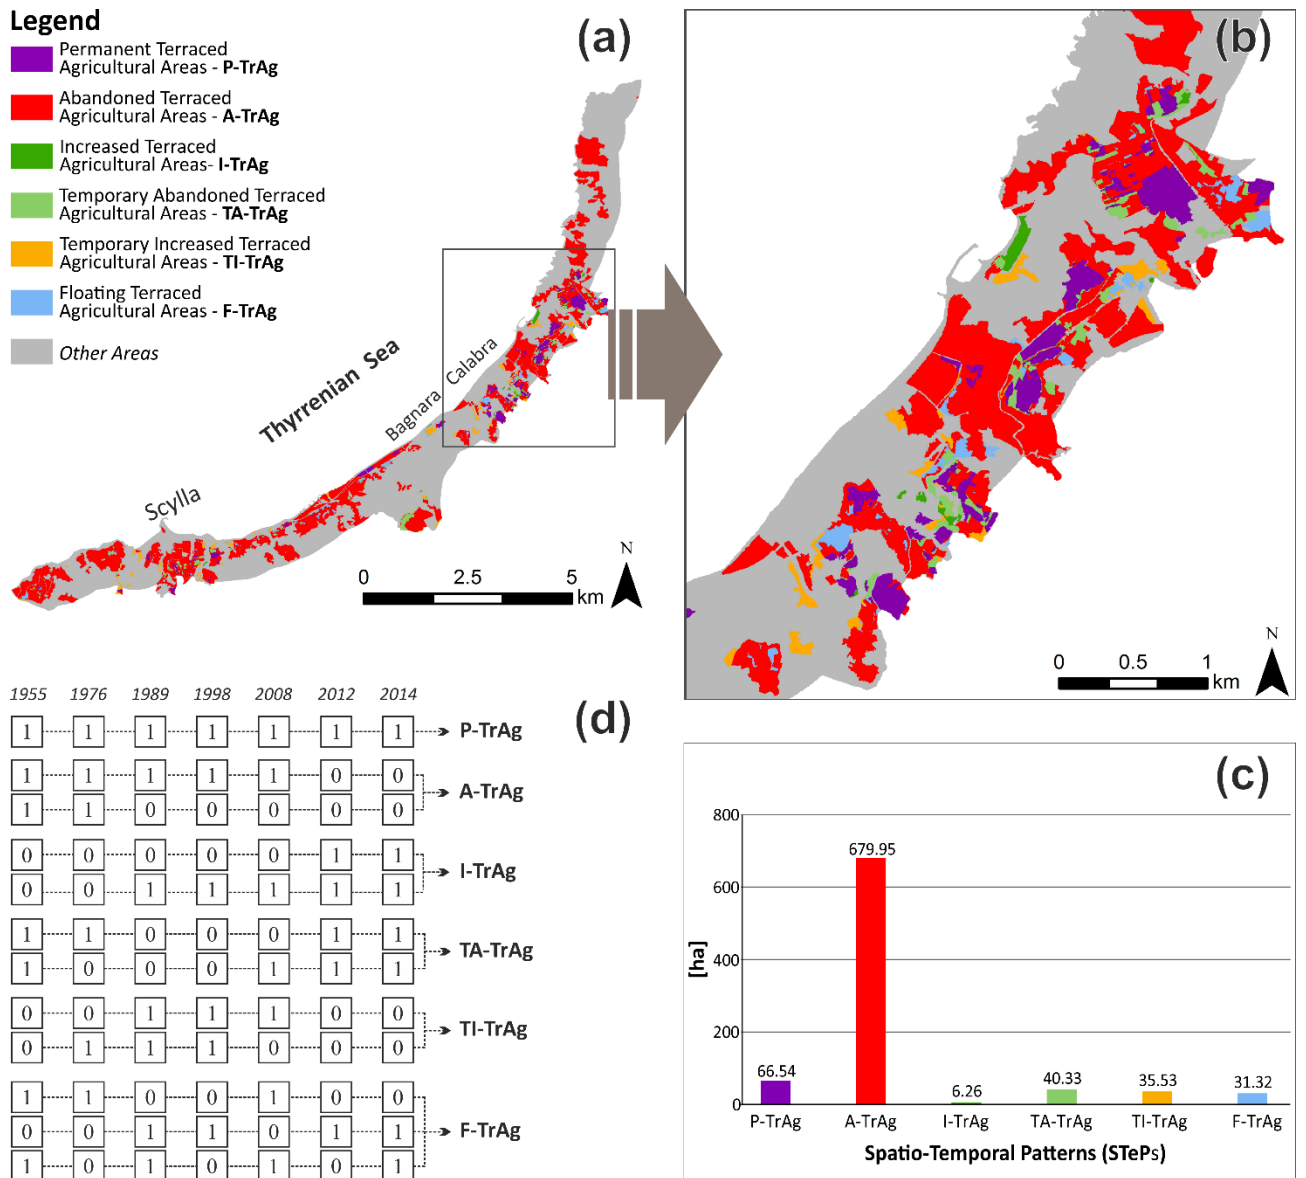 Legend
Permanent Terraced
Agricultural Areas - P-TrAg
Abandoned Terraced
Agricultural Areas - A-TrAg
Increased Terraced
Agricultural Areas- I-TrAg
Temporary Abandoned Terraced
Agricultural Areas - TA-TrAg
Temporary Increased Terraced
Agricultural Areas - TI-TrAg
Floating Terraced
Agricultural Areas - F-TrAg
Other Areas
(a)
Thyrrenian Sea
Bagnara Calabra
Scylla
0 2.5 5
km
N
(b)
0 0.5 1
km
N
(d)
1955 1976 1989 1998 2008 2012 2014
1 1 1 1 1 1 1 P-TrAg
1 1 1 1 1 0 0
A-TrAg
1 1 0 0 0 0 0
0 0 0 0 0 1 1
I-TrAg
0 0 1 1 1 1 1
1 1 0 0 0 1 1
TA-TrAg
1 0 0 0 1 1 1
0 0 1 1 1 0 0
TI-TrAg
0 1 1 1 0 0 0
1 1 0 0 1 0 0
0 0 1 1 0 1 1 F-TrAg
1 0 1 0 1 0 1
(c)
[ha]
800
600
400
200
0
66.54
679.95
6.26
40.33
35.53
31.32
P-TrAg A-TrAg I-TrAg TA-TrAg TI-TrAg F-TrAg
Spatio-Temporal Patterns (STePs)